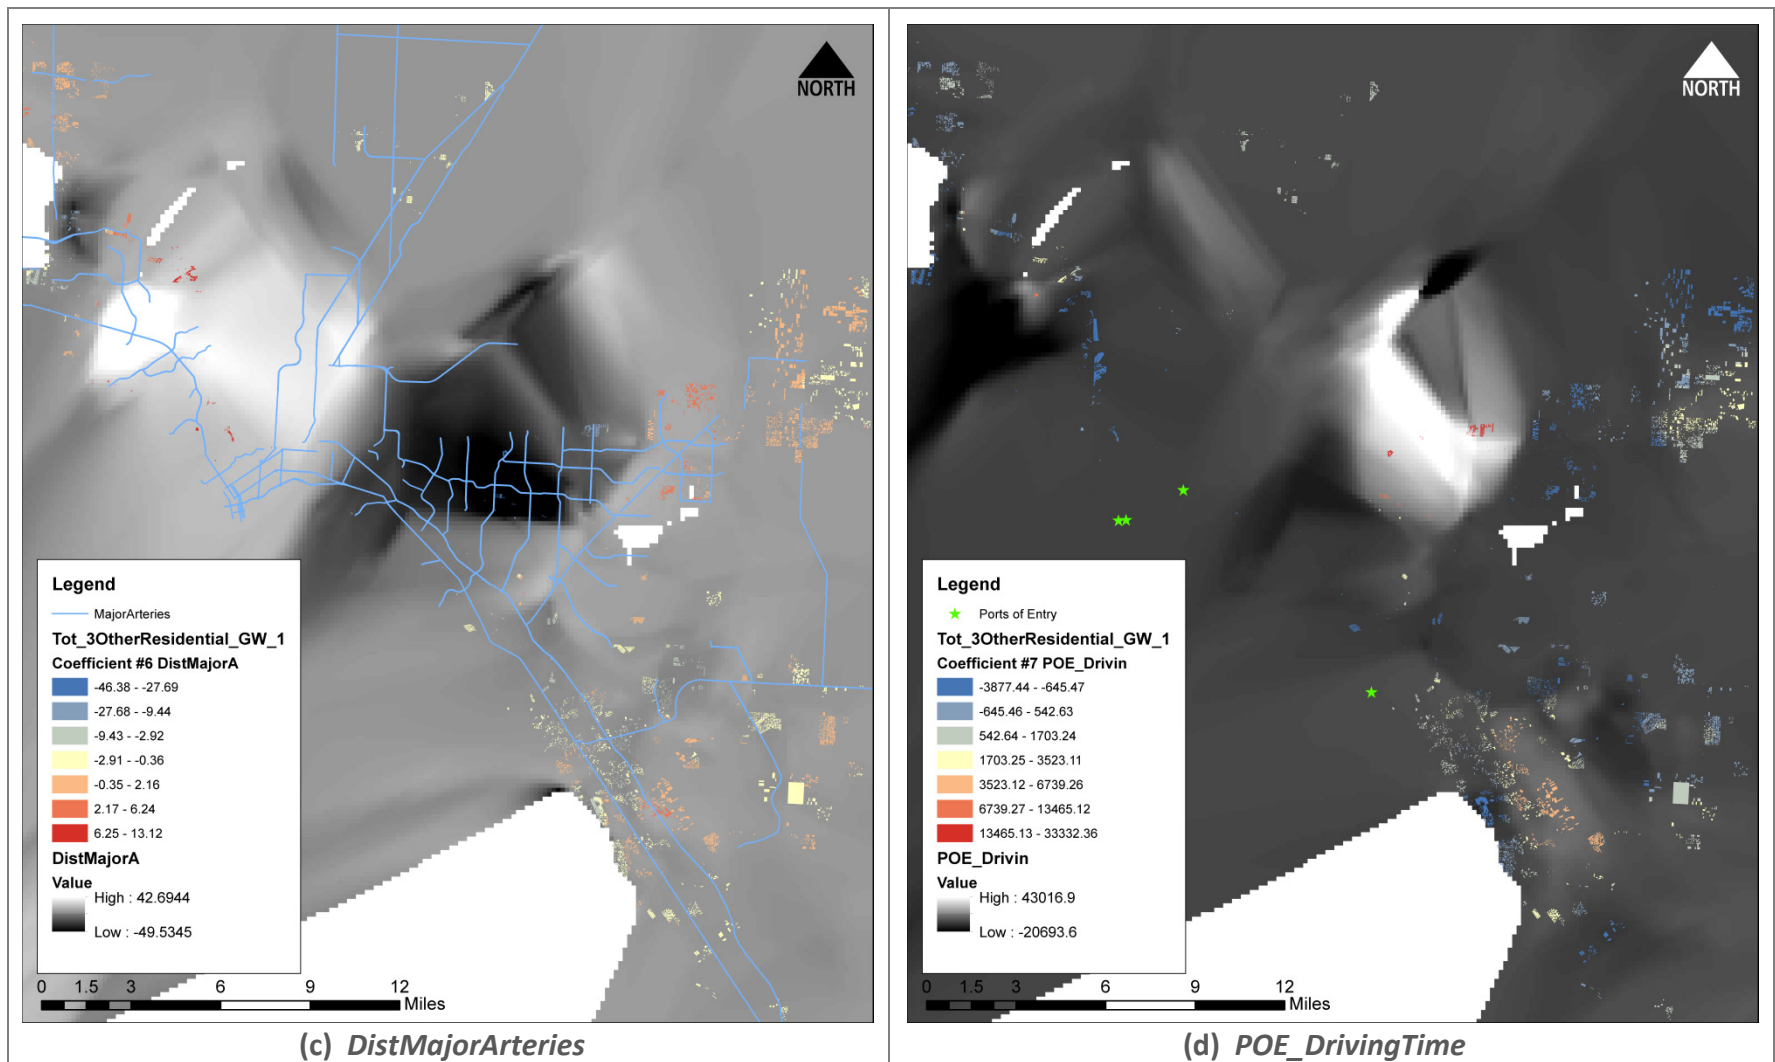 NORTH
Legend
MajorArteries
Tot_3OtherResidential_GW_1
Coefficient #6 DistMajorA
-46.38 - -27.69
-27.68 - -9.44
-9.43 - -2.92
-2.91 - -0.36
-0.35 - 2.16
2.17 - 6.24
6.25 - 13.12
DistMajorA
Value
High : 42.6944
Low : -49.5345
0 1.5 3 6 9 12
Miles
(c) DistMajorArteries
NORTH
Legend
Ports of Entry
Tot_3OtherResidential_GW_1
Coefficient #7 POE_Drivin
-3877.44 - -645.47
-645.46 - 542.63
542.64 - 1703.24
1703.25 - 3523.11
3523.12 - 6739.26
6739.27 - 13465.12
13465.13 - 33332.36
POE_Drivin
Value
High : 43016.9
Low : -20693.6
0 1.5 3 6 9 12
Miles
(d) POE_DrivingTime